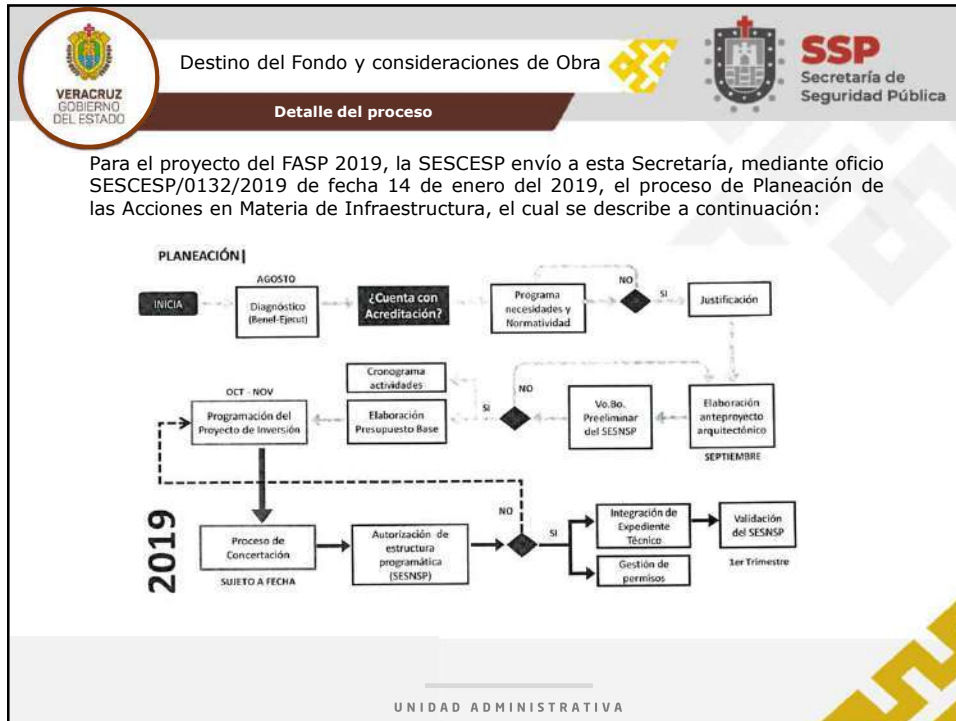 VERACRUZ
GOBIERNO
DEL ESTADO
Destino del Fondo y consideraciones de Obra
Detalle del proceso
SSP
Secretaría de
Seguridad Pública
Para el proyecto del FASP 2019, la SESCESP envío a esta Secretaría, mediante oficio
SESCESP/0132/2019 de fecha 14 de enero del 2019, el proceso de Planeación de
las Acciones en Materia de Infraestructura, el cual se describe a continuación:
PLANEACIÓN|
INICIA
AGOSTO
Diagnóstico
(Benef-Ejecut)
¿Cuenta con
Acreditación?
Programa
necesidades y
Normatividad
NO
SI
Justificación
Elaboración
anteproyecto
arquitectónico
SEPTIEMBRE
Vo.Bo.
Preeliminar
del SESNSP
NO
SI
Cronograma
actividades
Elaboración
Presupuesto Base
OCT - NOV
Programación del
Proyecto de Inversión
2019
Proceso de
Concertación
SUJETO A FECHA
Autorización de
estructura
programática
(SESNSP)
NO
SI
Integración de
Expediente
Técnico
Gestión de
permisos
Validación
del SESNSP
1er Trimestre
UNIDAD ADMINISTRATIVA